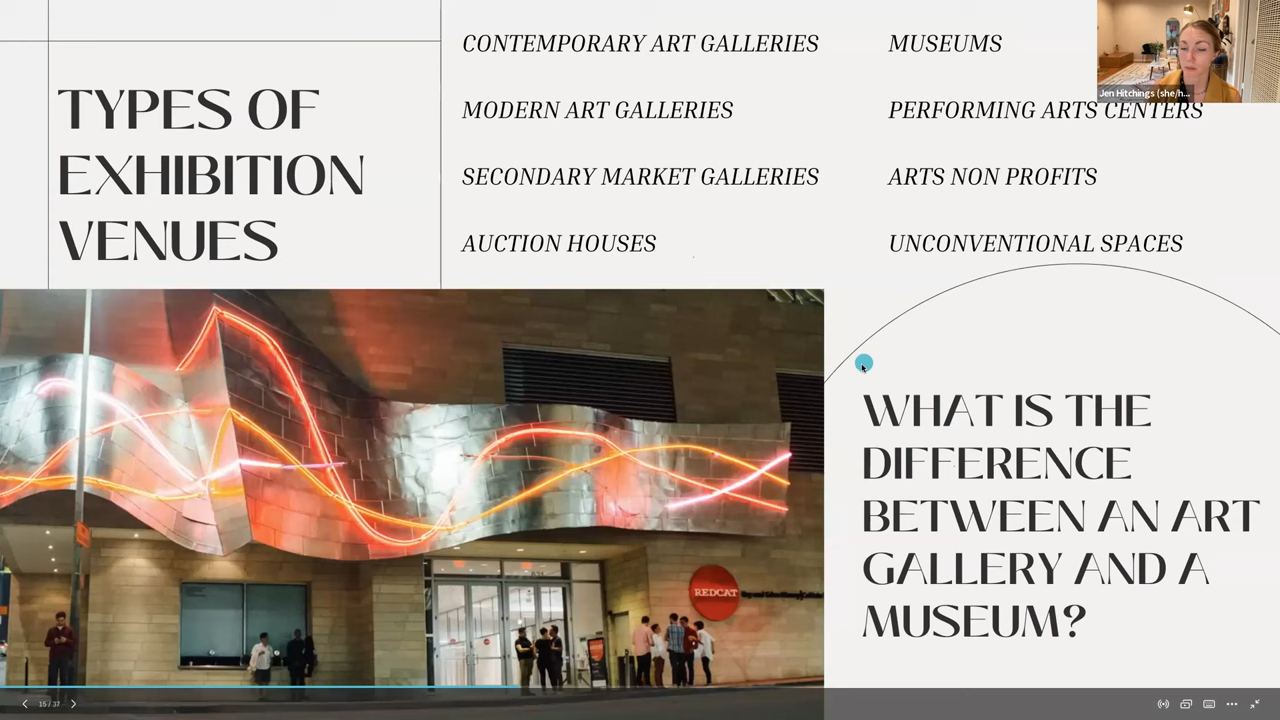 TYPES OF
EXHIBITION
VENUES
CONTEMPORARY ART GALLERIES
MODERN ART GALLERIES
SECONDARY MARKET GALLERIES
AUCTION HOUSES
MUSEUMS
PERFORMING ARTS CENTERS
ARTS NON PROFITS
UNCONVENTIONAL SPACES
Jen Hitchings (she/h...
WHAT IS THE
DIFFERENCE
BETWEEN AN ART
GALLERY AND A
MUSEUM?
REDCAT
15 / 37